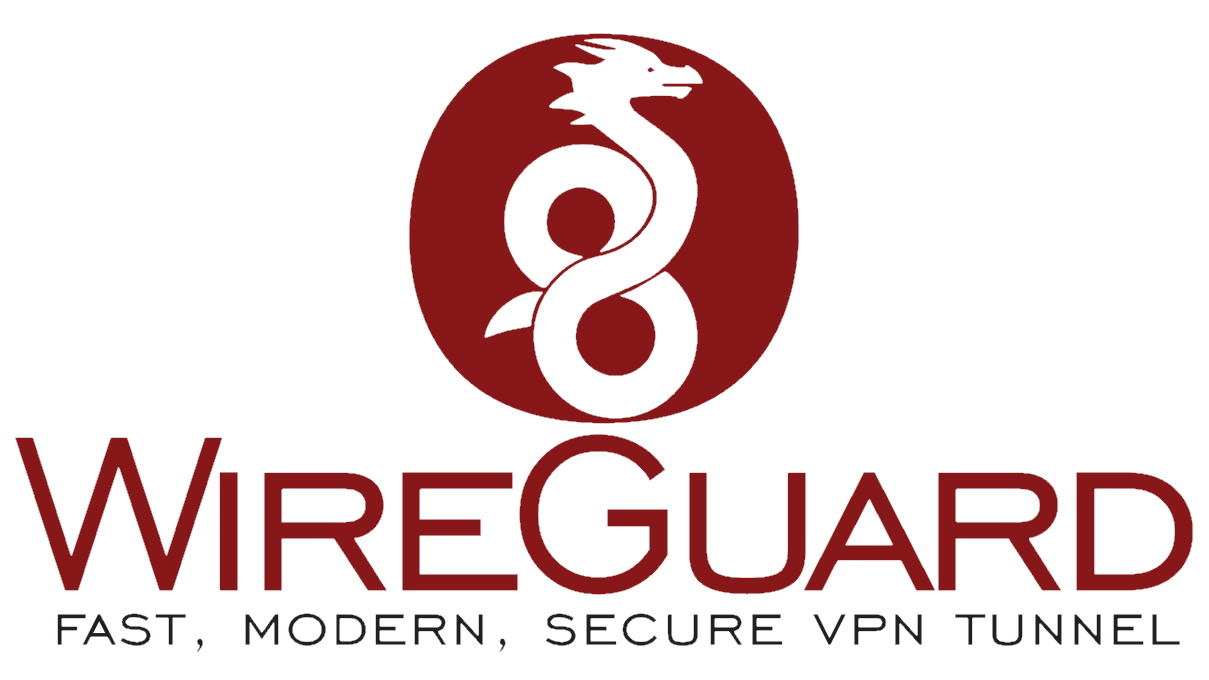 WIREGUARD
FAST, MODERN, SECURE VPN TUNNEL